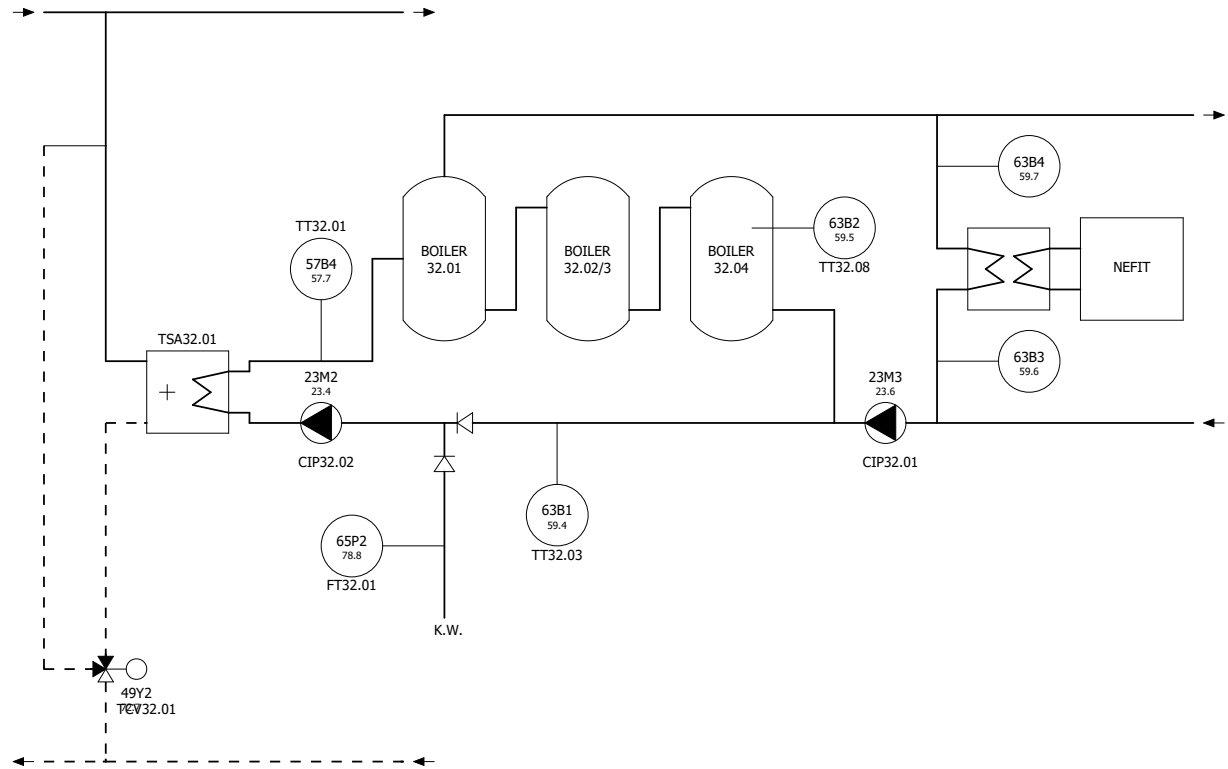 63B4
59.7
TT32.01
57B4
57.7
BOILER
32.01
BOILER
32.02/3
BOILER
32.04
63B2
59.5
TT32.08
NEFIT
TSA32.01
23M2
23.4
CIP32.02
23M3
23.6
CIP32.01
63B3
59.6
65P2
78.8
FT32.01
63B1
59.4
TT32.03
K.W.
49Y2
TCV32.01